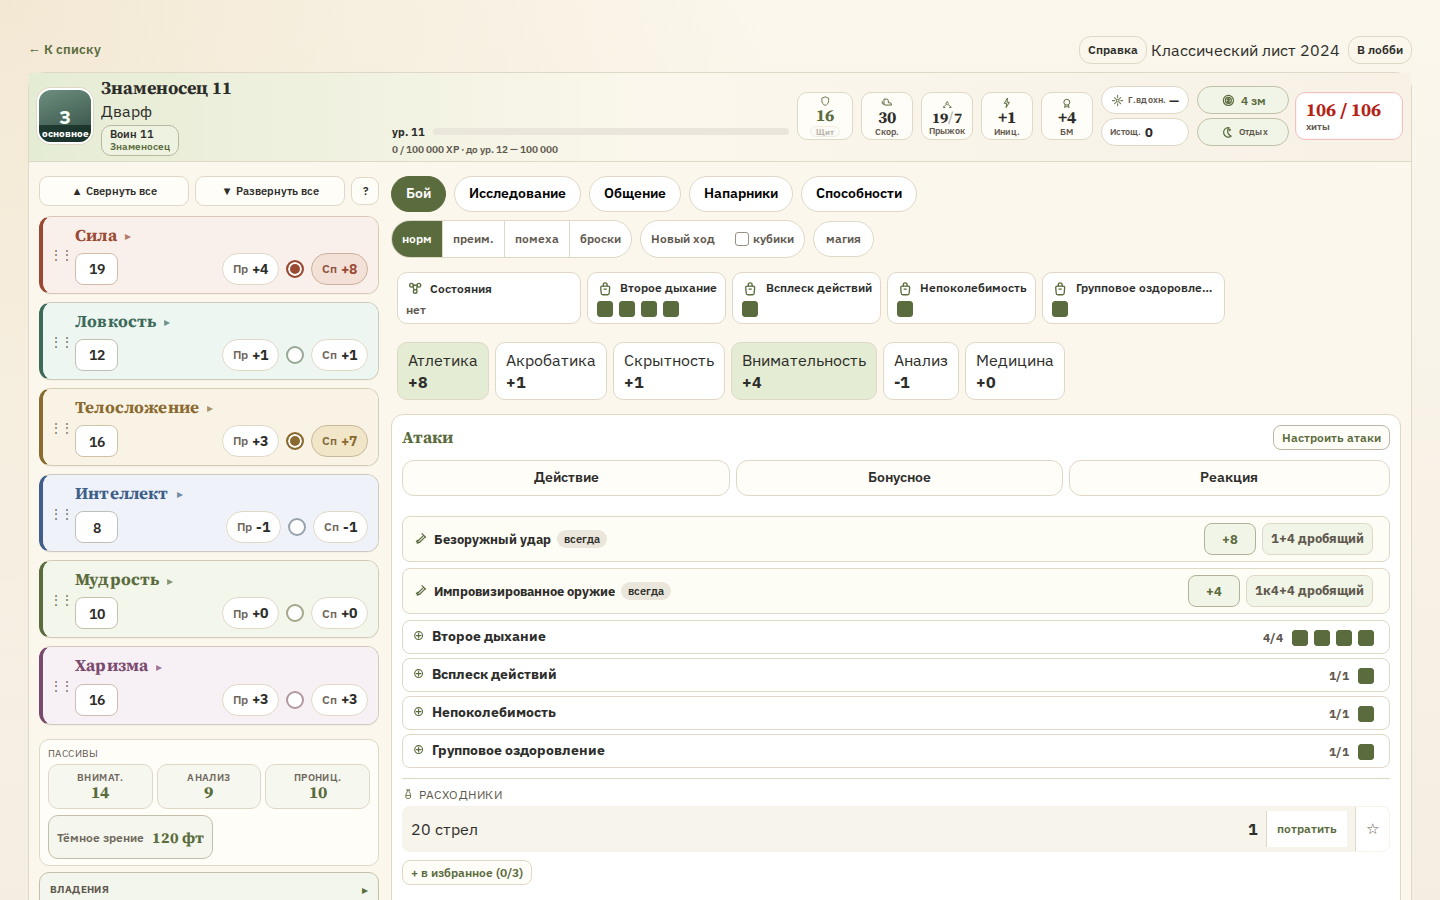 ← К списку
Справка Классический лист 2024 В лобби
З
основное
Знаменосец 11
Дварф
Воин 11
Знаменосец
ур. 11
0 / 100 000 XP · до ур. 12 — 100 000
16
Щит
30
Скор.
19/7
Прыжок
+1
Иниц.
+4
БМ
Г.вдохн. —
Истощ. 0
4 зм
Отдых
106 / 106
хиты
▲ Свернуть все
▼ Развернуть все
?
Сила ▸
19 Пр +4 Сп +8
Ловкость ▸
12 Пр +1 Сп +1
Телосложение ▸
16 Пр +3 Сп +7
Интеллект ▸
8 Пр -1 Сп -1
Мудрость ▸
10 Пр +0 Сп +0
Харизма ▸
16 Пр +3 Сп +3
ПАССИВЫ
ВНИМАТ.
14
АНАЛИЗ
9
ПРОНИЦ.
10
Тёмное зрение 120 фт
ВЛАДЕНИЯ ▸
Бой Исследование Общение Напарники Способности
норм преим. помеха броски Новый ход кубики магия
Состояния
нет
Второе дыхание
Всплеск действий
Непоколебимость
Групповое оздоровле...
Атлетика
+8
Акробатика
+1
Скрытность
+1
Внимательность
+4
Анализ
-1
Медицина
+0
Атаки Настроить атаки
Действие Бонусное Реакция
Безоружный удар всегда +8 1+4 дробящий
Импровизированное оружие всегда +4 1к4+4 дробящий
Второе дыхание 4/4
Всплеск действий 1/1
Непоколебимость 1/1
Групповое оздоровление 1/1
РАСХОДНИКИ
20 стрел 1 потратить ☆
+ в избранное (0/3)